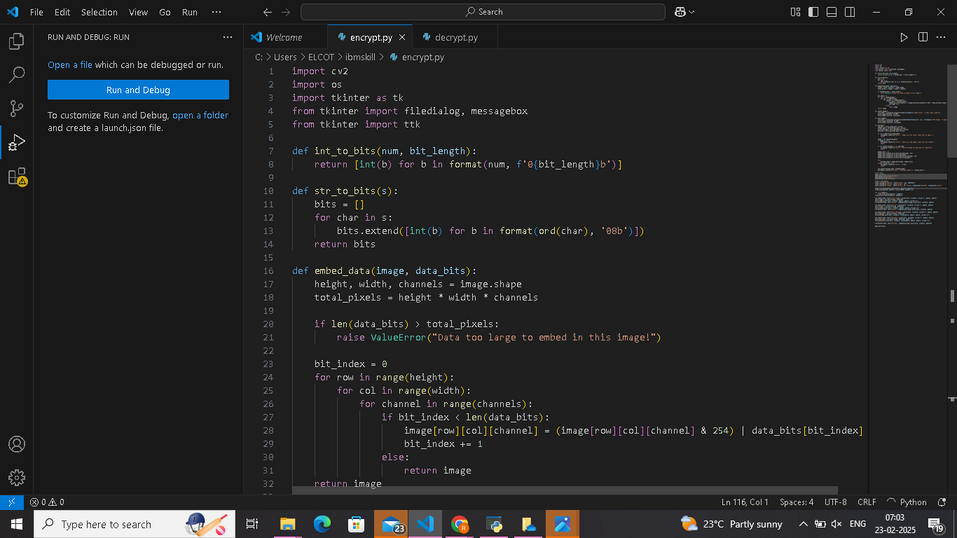 File Edit Selection View Go Run ... Search
RUN AND DEBUG: RUN ...
Welcome encrypt.py decrypt.py
C: > Users > ELCOT > ibmskill > encrypt.py
Open a file which can be debugged or run.
Run and Debug
To customize Run and Debug, open a folder
and create a launch.json file.
1 import cv2
2 import os
3 import tkinter as tk
4 from tkinter import filedialog, messagebox
5 from tkinter import ttk
6
7 def int_to_bits(num, bit_length):
8 return [int(b) for b in format(num, f'0{bit_length}b')]
9
10 def str_to_bits(s):
11 bits = []
12 for char in s:
13 bits.extend([int(b) for b in format(ord(char), '08b')])
14 return bits
15
16 def embed_data(image, data_bits):
17 height, width, channels = image.shape
18 total_pixels = height * width * channels
19
20 if len(data_bits) > total_pixels:
21 raise ValueError("Data too large to embed in this image!")
22
23 bit_index = 0
24 for row in range(height):
25 for col in range(width):
26 for channel in range(channels):
27 if bit_index < len(data_bits):
28 image[row][col][channel] = (image[row][col][channel] & 254) | data_bits[bit_index]
29 bit_index += 1
30 else:
31 return image
32 return image
0 0 Ln 116, Col 1 Spaces: 4 UTF-8 CRLF Python
Type here to search 23 23°C Partly sunny ENG 07:03
23-02-2025 19